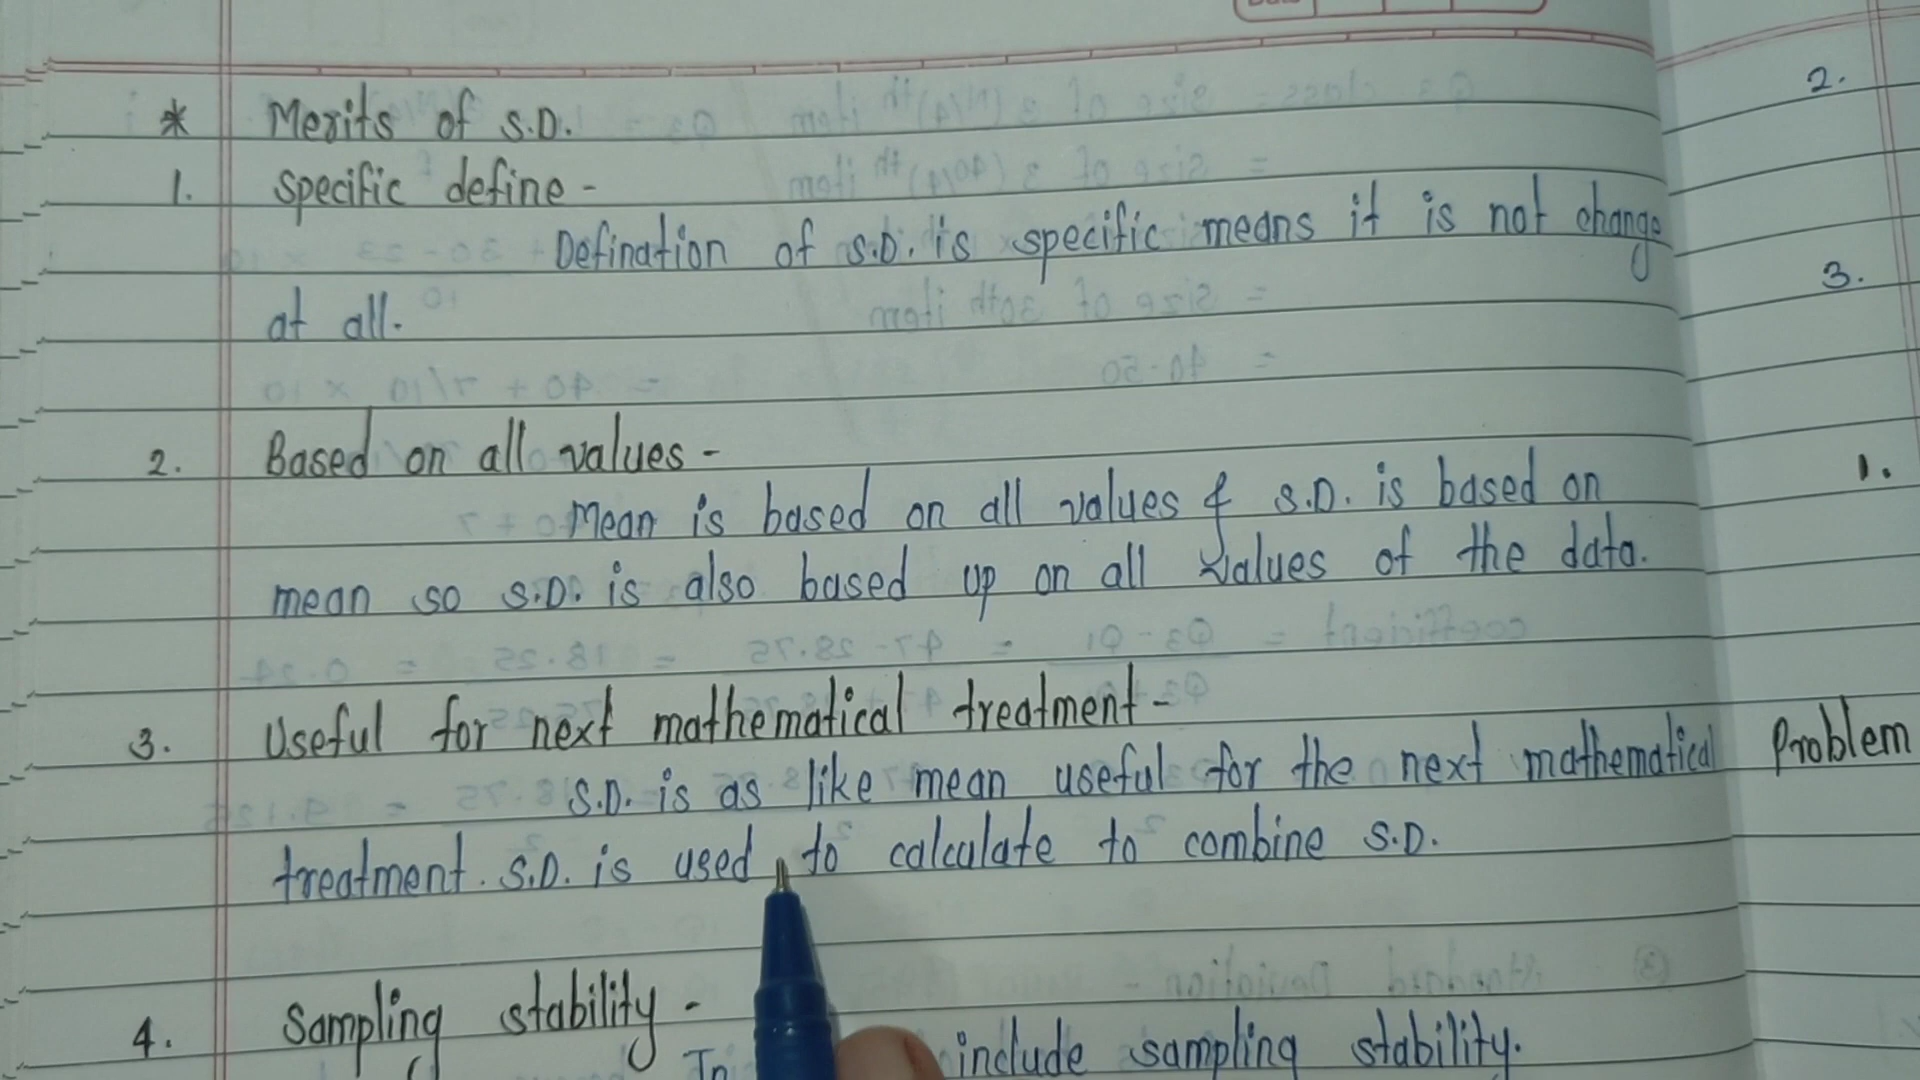 * Merits of S.D.
1. Specific define -
Defination of S.D. is specific means it is not change
at all.
2. Based on all values -
Mean is based on all values & S.D. is based on
mean so S.D. is also based up on all values of the data.
3. Useful for next mathematical treatment -
S.D. is as like mean useful for the next mathematical
treatment. S.D. is used to calculate to combine S.D.
4. Sampling stability -
In include sampling stability.
2.
3.
1.
Problem